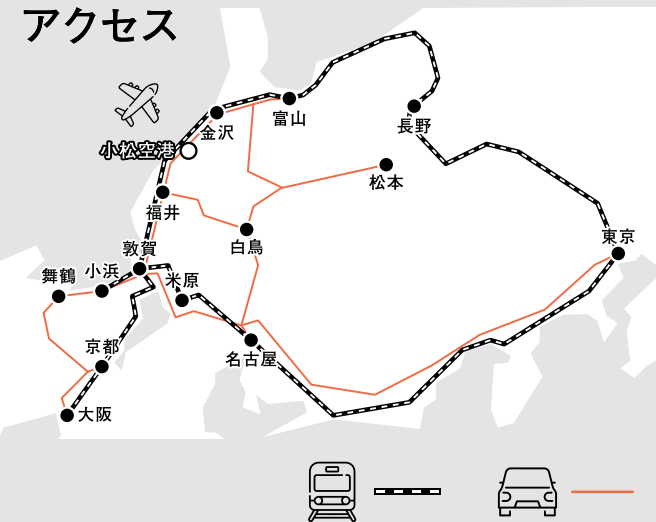 アクセス
富山
金沢
長野
小松空港
松本
福井
東京
白鳥
敦賀
舞鶴
小浜
米原
京都
名古屋
大阪